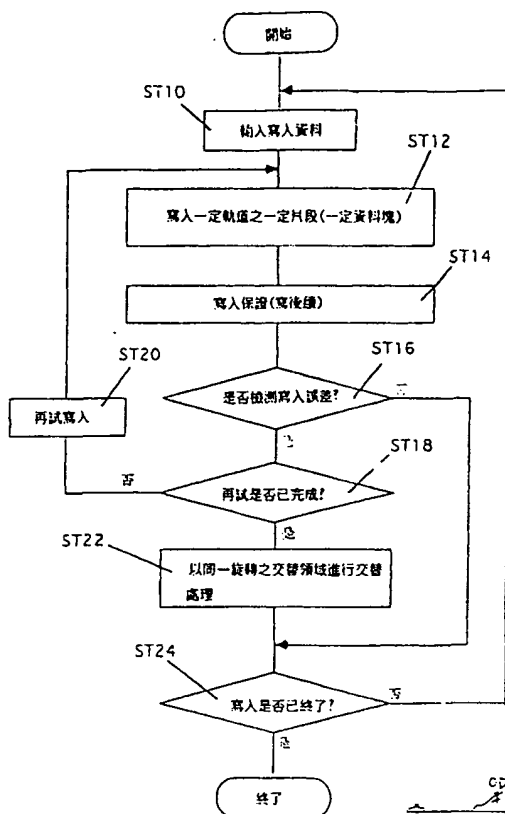 開始
ST10
輸入寫入資料
ST12
寫入一定軌道之一定片段(一定資料塊)
ST14
寫入保證(寫後讀)
ST16
是否檢測寫入誤差?
否
是
ST20
再試寫入
ST18
再試是否已完成?
否
是
ST22
以同一旋轉之交替領域進行交替
處理
ST24
寫入是否已終了?
否
是
終了